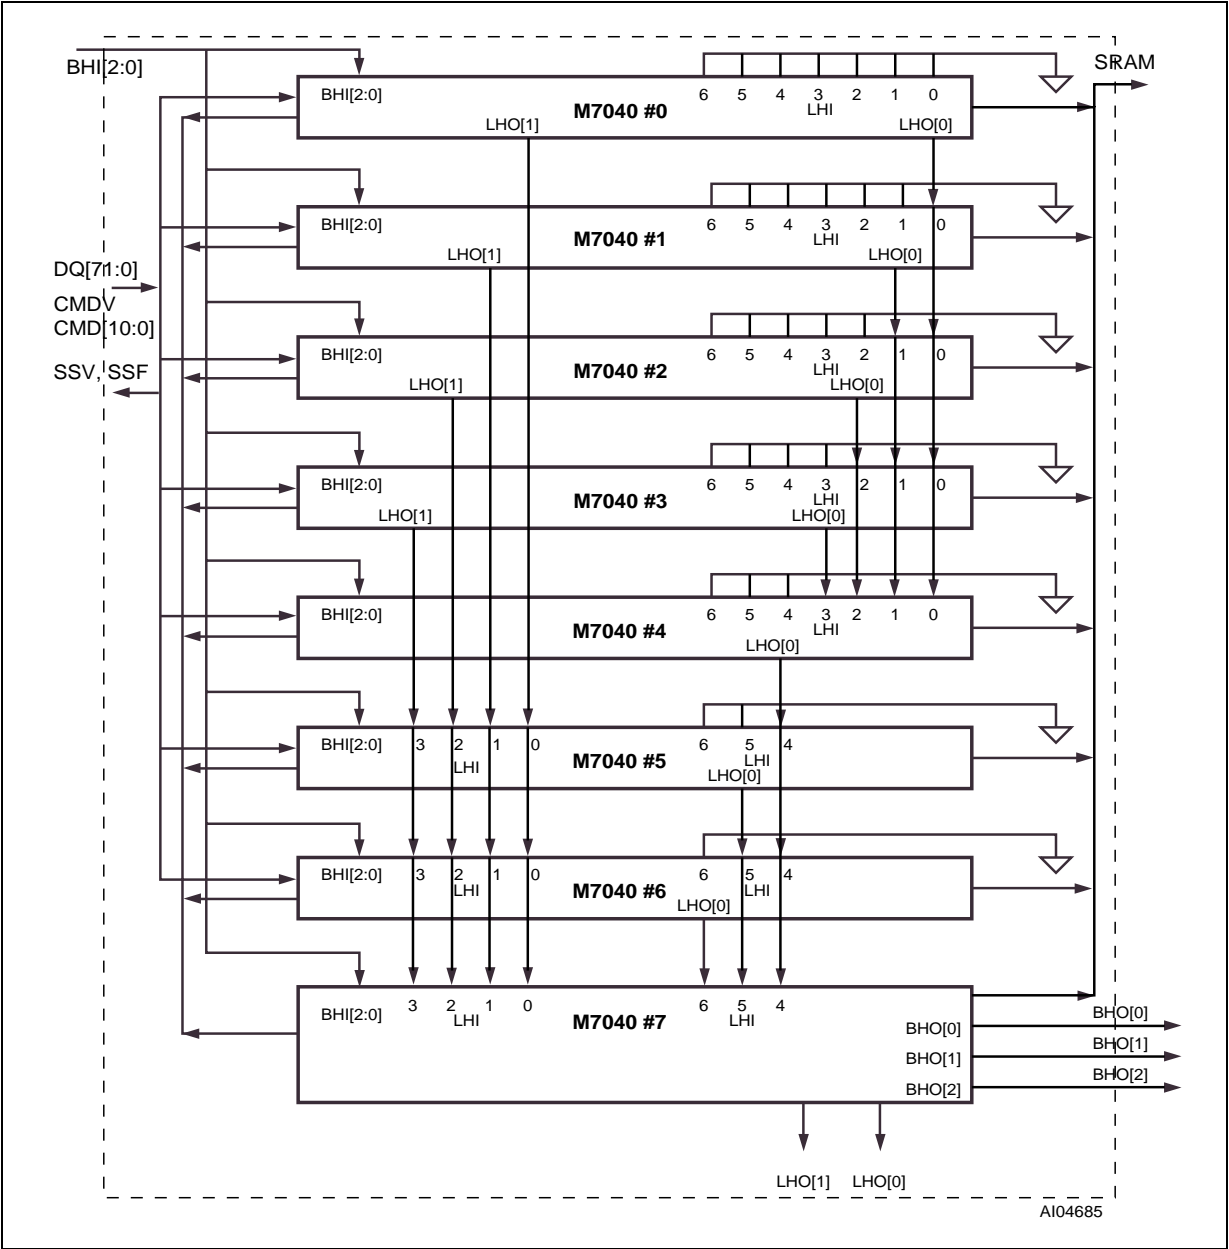 BHI[2:0]
SRAM
BHI[2:0]
6 5 4 3 2 1 0
LHI
M7040 #0
LHO[1]
LHO[0]
BHI[2:0]
6 5 4 3 2 1 0
LHI
M7040 #1
LHO[1]
LHO[0]
DQ[71:0]
CMDV
CMD[10:0]
SSV, SSF
BHI[2:0]
6 5 4 3 2 1 0
LHI
M7040 #2
LHO[1]
LHO[0]
BHI[2:0]
6 5 4 3 2 1 0
LHI
M7040 #3
LHO[1]
LHO[0]
BHI[2:0]
6 5 4 3 2 1 0
LHI
M7040 #4
LHO[0]
BHI[2:0]
3 2 1 0
LHI
M7040 #5
6 5 4
LHI
LHO[0]
BHI[2:0]
3 2 1 0
LHI
M7040 #6
6 5 4
LHI
LHO[0]
BHI[2:0]
3 2 1 0
LHI
M7040 #7
6 5 4
LHI
BHO[0]
BHO[1]
BHO[2]
BHO[0]
BHO[1]
BHO[2]
LHO[1]
LHO[0]
AI04685